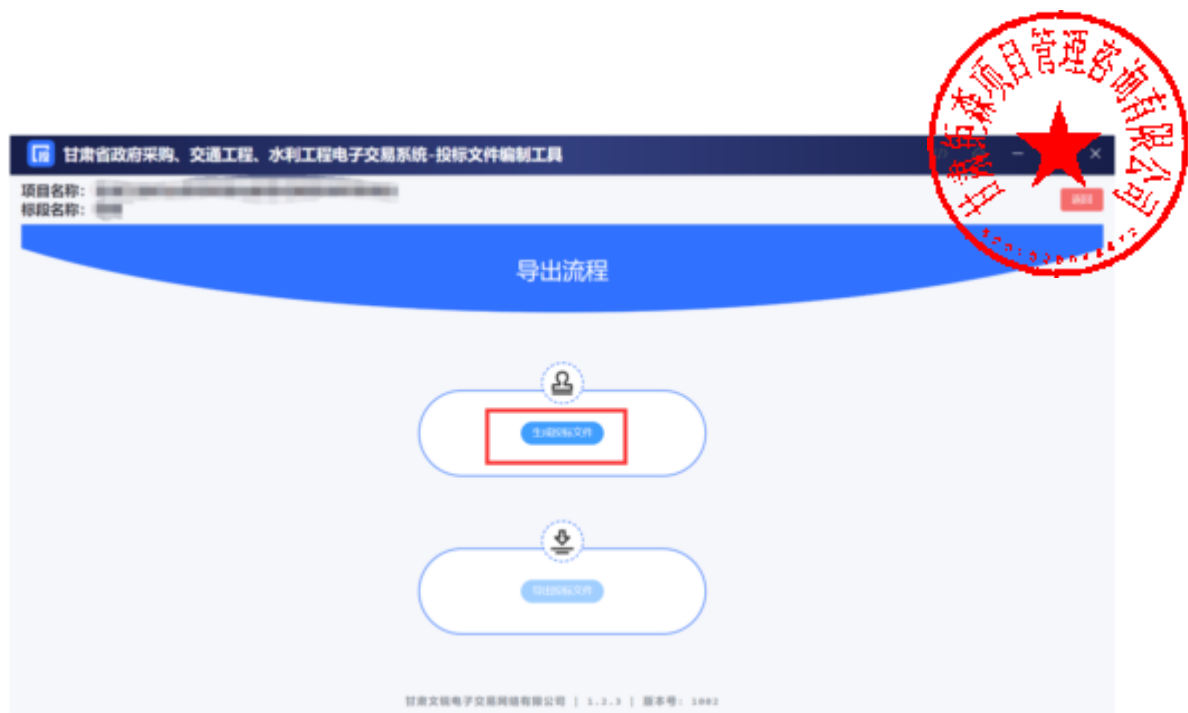 甘肃省政府采购、交通工程、水利工程电子交易系统-投标文件编制工具
项目名称:
标段名称:
返回
导出流程
生成投标文件
导出投标文件
甘肃文锐电子交易网络有限公司 | 1.2.3 | 版本号: 1002
项目管理咨询有限公司